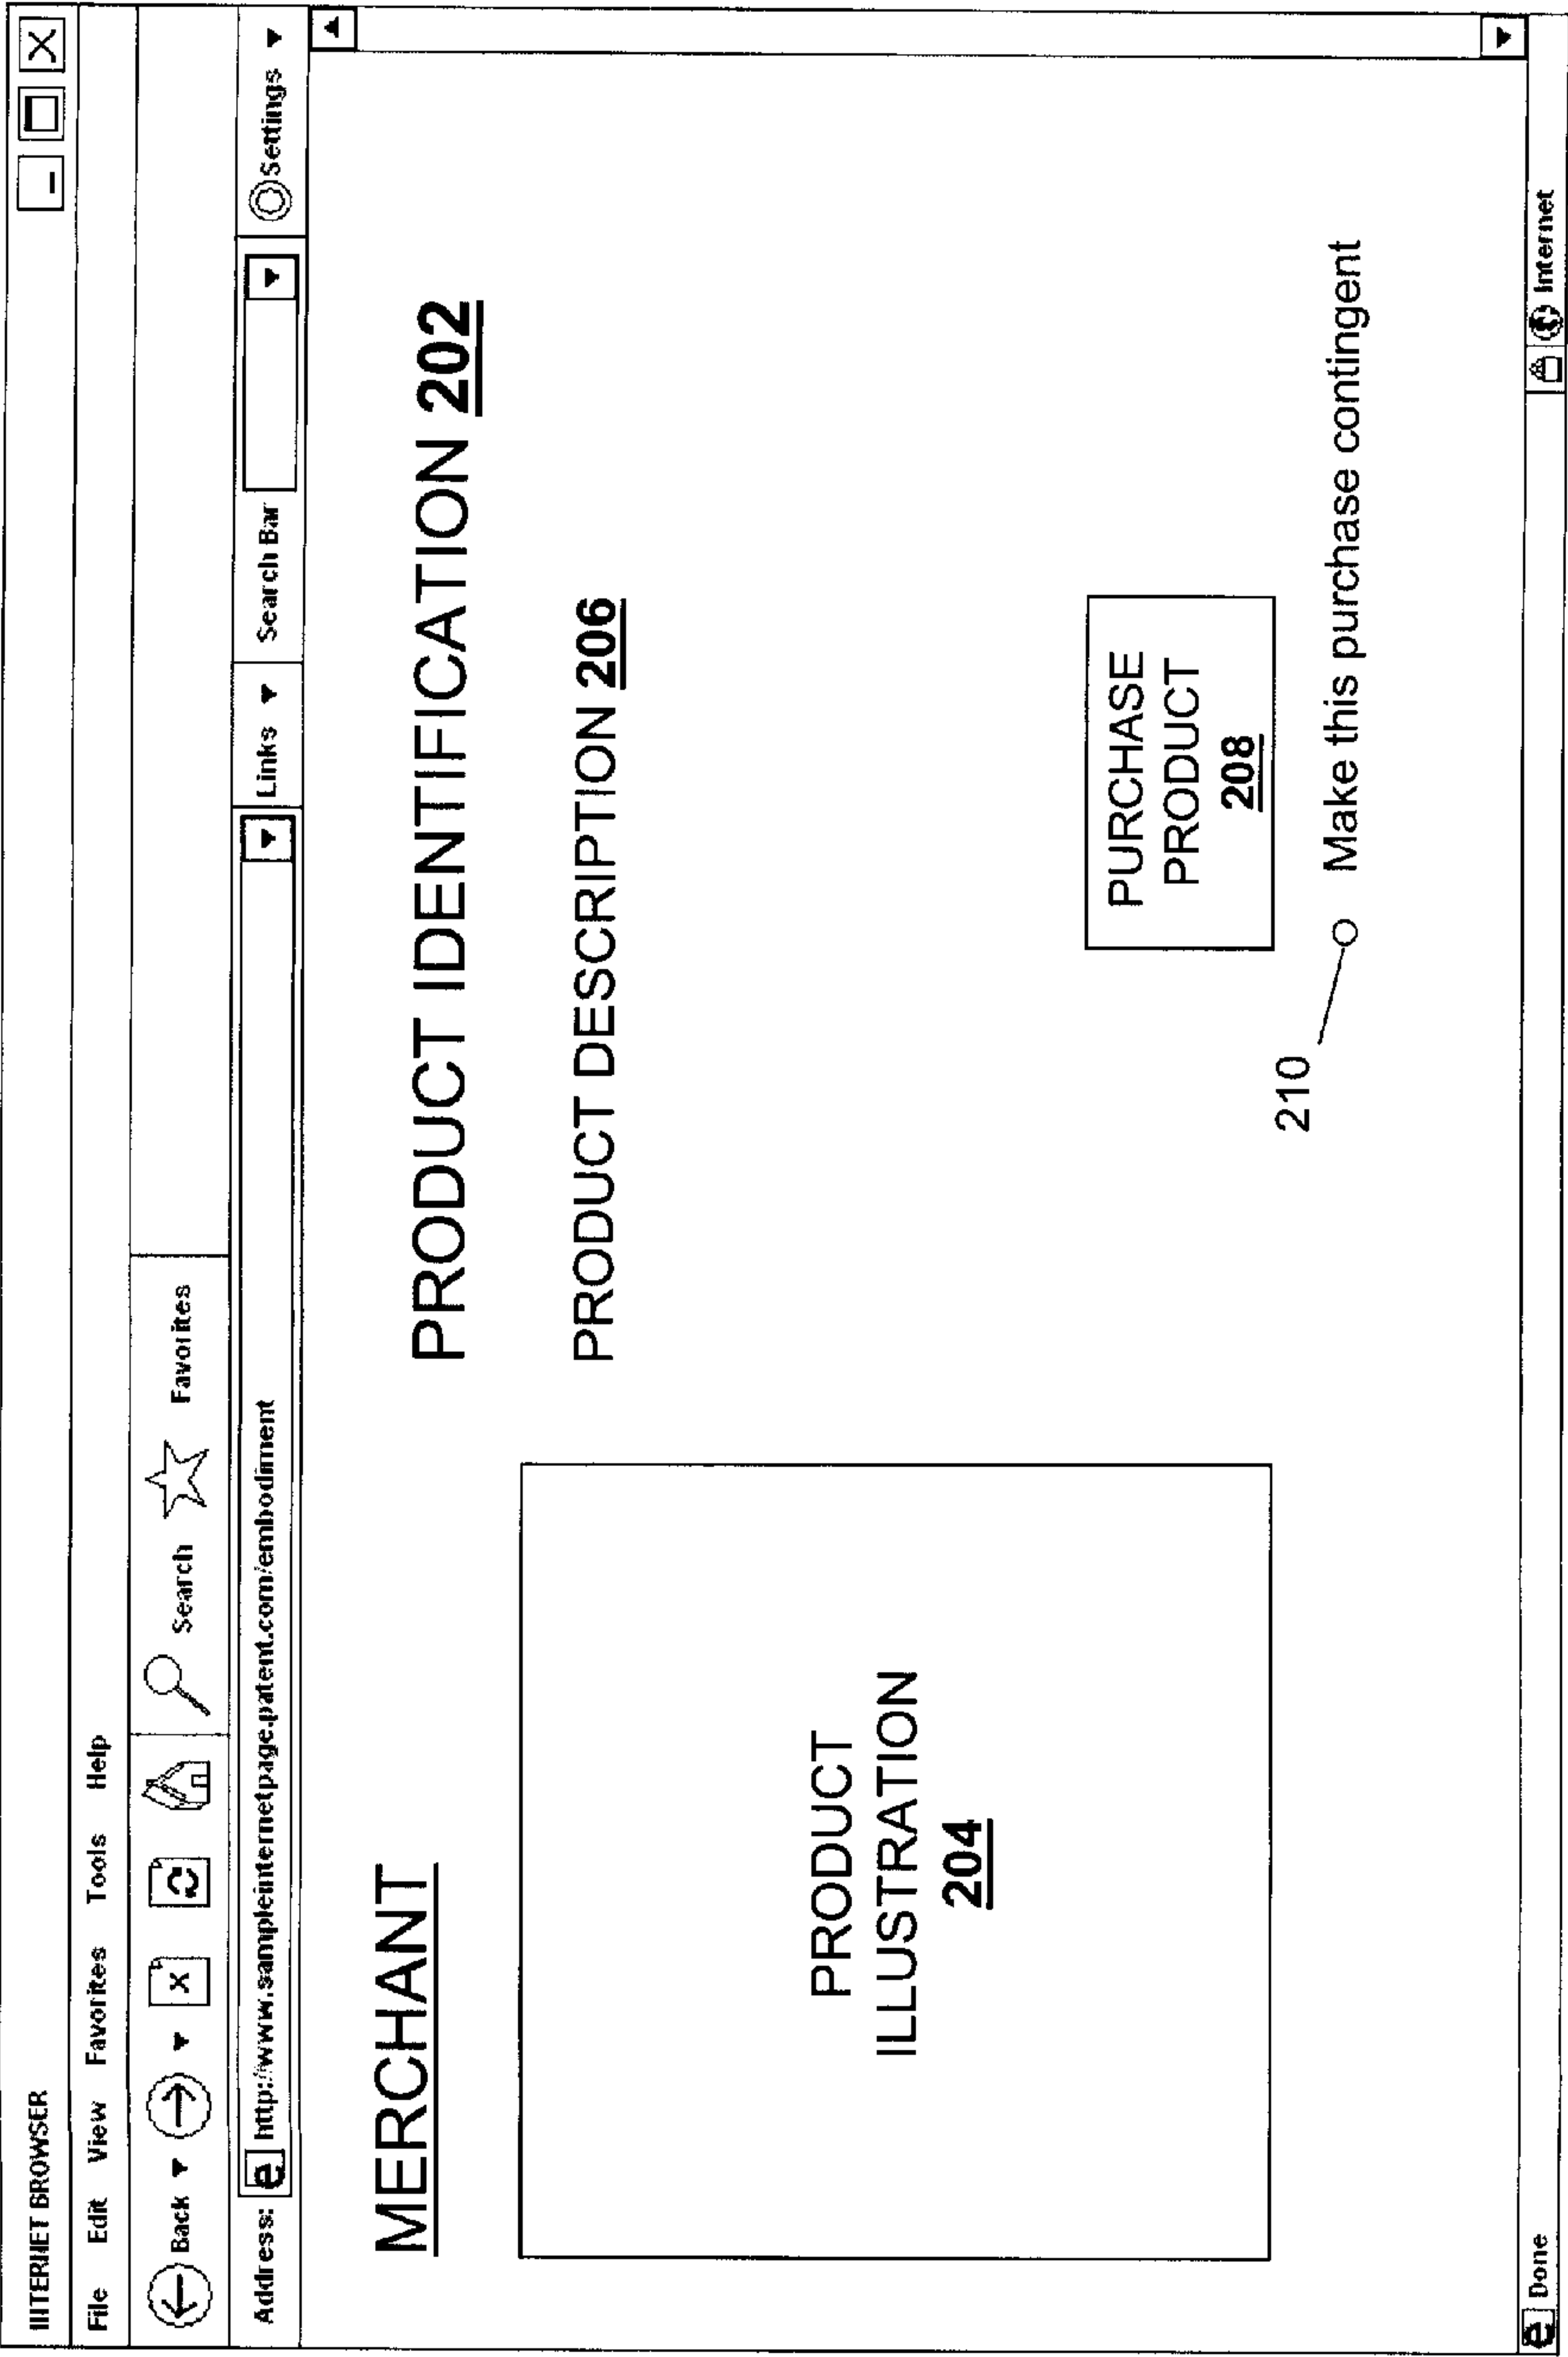 INTERNET BROWSER
File Edit View Favorites Tools Help
Back Search Favorites
Address: http://www.sampleinternetpage.patent.com/embodiment Links Search Bar Settings
MERCHANT
PRODUCT IDENTIFICATION 202
PRODUCT DESCRIPTION 206
PRODUCT
ILLUSTRATION
204
PURCHASE
PRODUCT
208
210
Make this purchase contingent
Done Internet